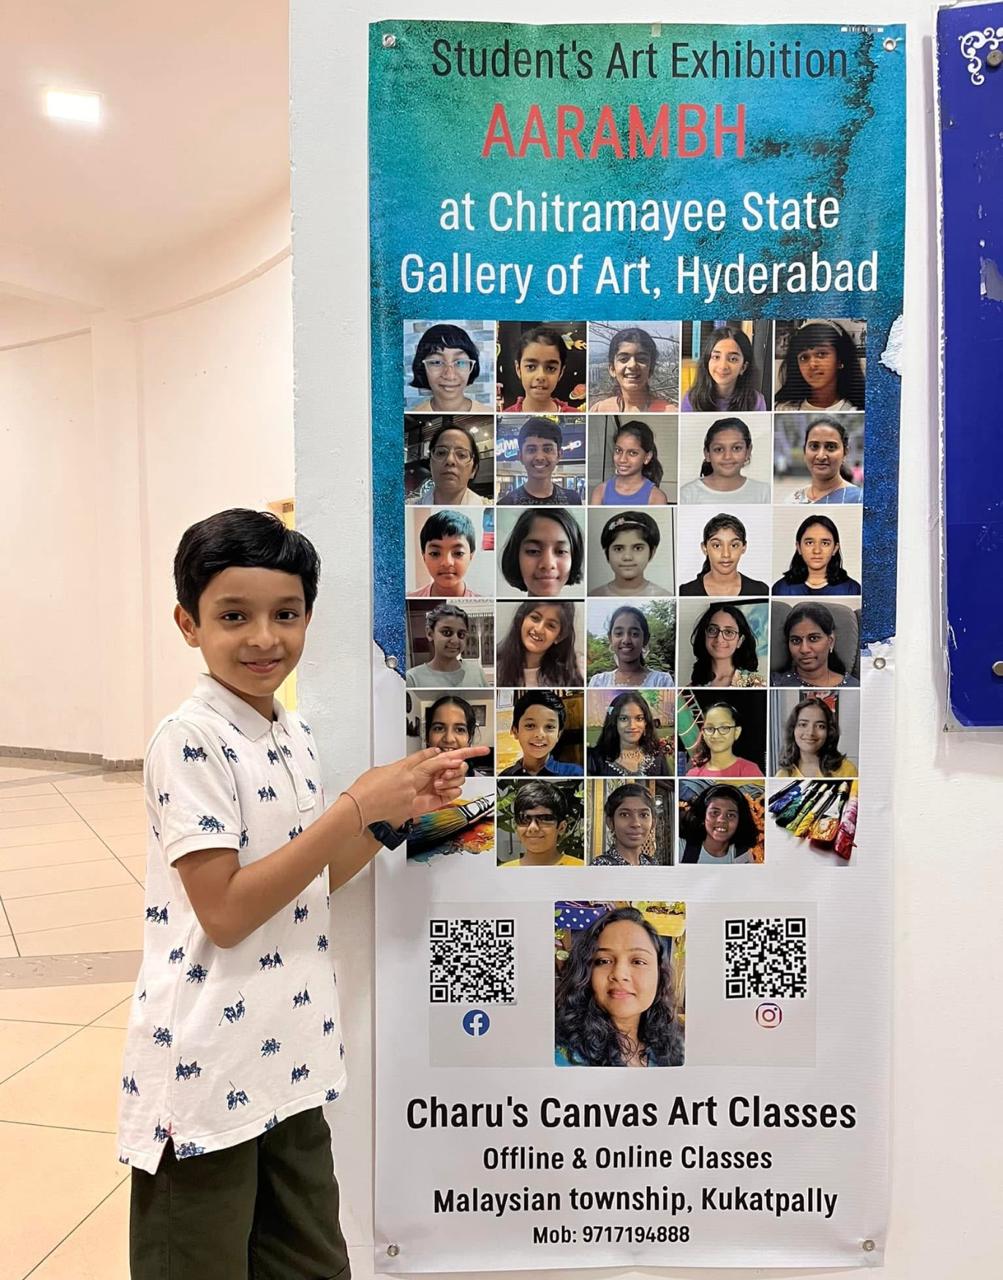 Student's Art Exhibition
AARAMBH
at Chitramayee State
Gallery of Art, Hyderabad
Charu's Canvas Art Classes
Offline & Online Classes
Malaysian township, Kukatpally
Mob: 9717194888